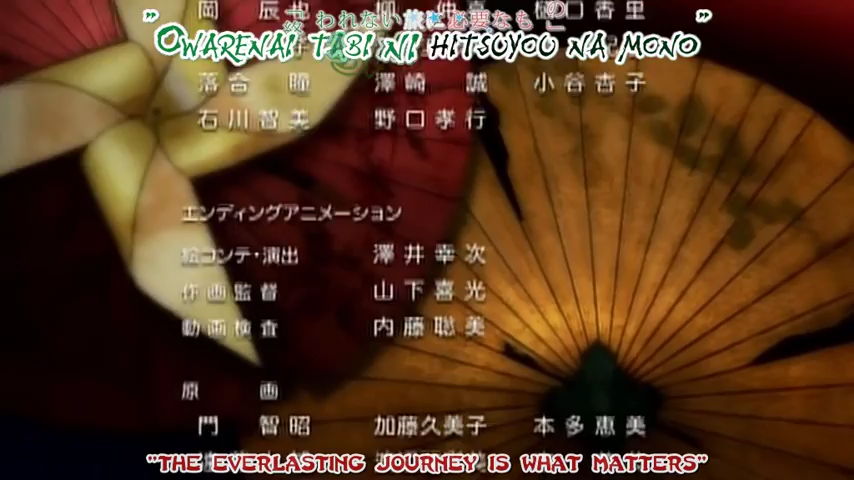 "OWARENAI TABI NI HITSUYOO NA MONO"
落合 瞳 澤崎 誠 小谷杏子
石川智美 野口孝行
エンディングアニメーション
絵コンテ・演出 澤井幸次
作画監督 山下喜光
動画検査 内藤聡美
原 画
門 智昭 加藤久美子 本多恵美
"THE EVERLASTING JOURNEY IS WHAT MATTERS"